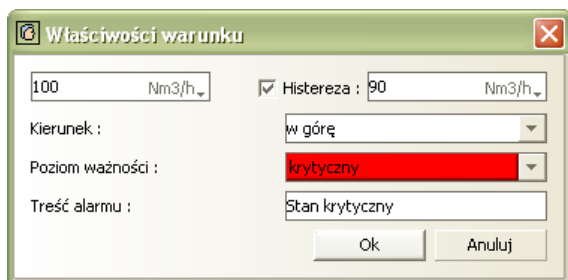 Właściwości warunku
100 Nm3/h Histereza : 90 Nm3/h
Kierunek : w górę
Poziom ważności : krytyczny
Treść alarmu : Stan krytyczny
Ok Anuluj